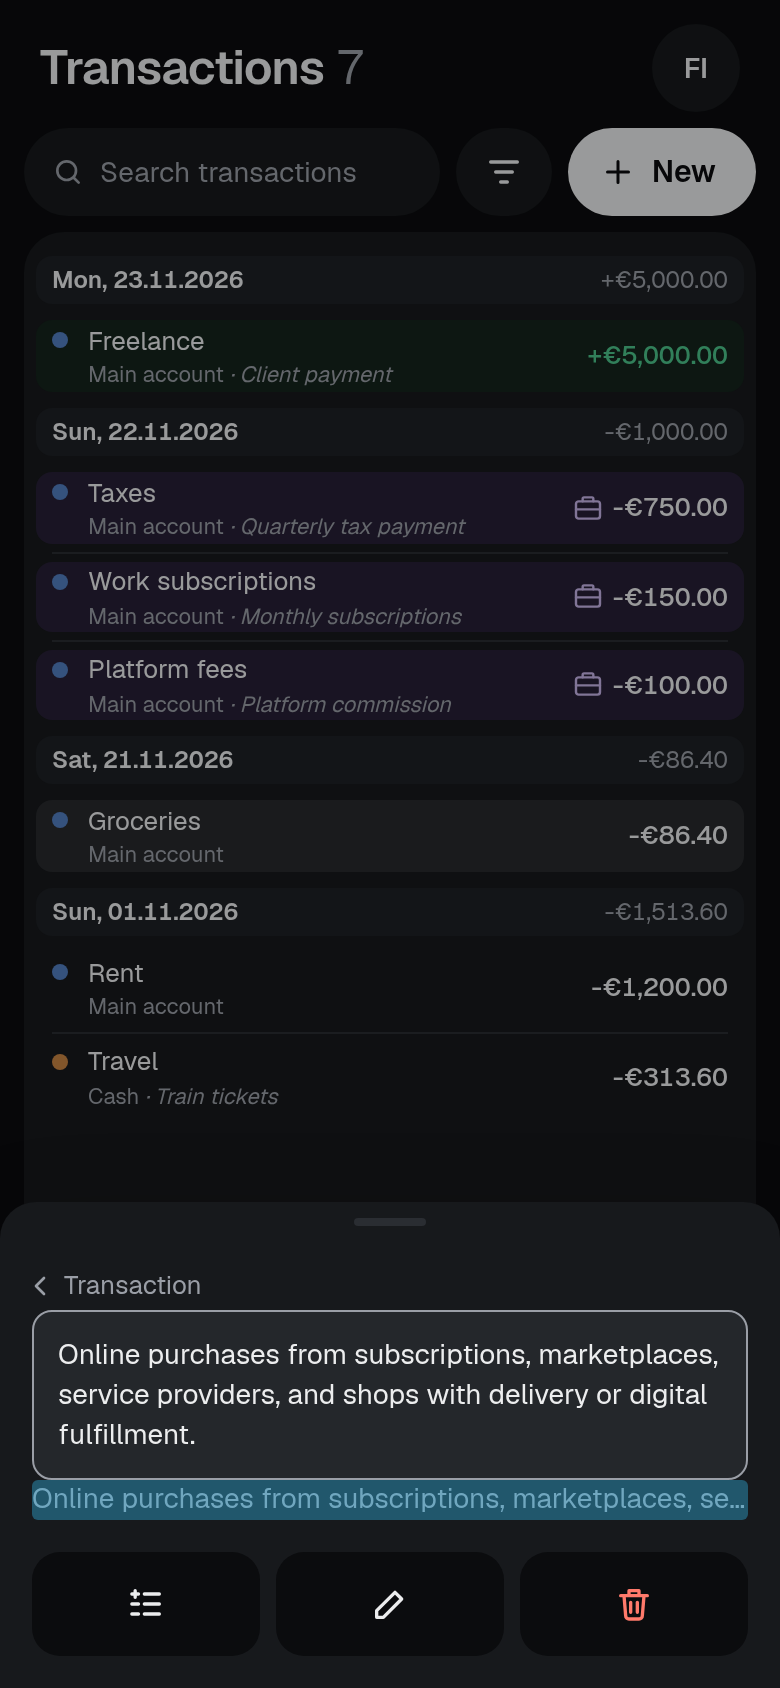 Transactions 7
FI
Search transactions
New
Mon, 23.11.2026 +€5,000.00
Freelance
Main account · Client payment
+€5,000.00
Sun, 22.11.2026 -€1,000.00
Taxes
Main account · Quarterly tax payment
-€750.00
Work subscriptions
Main account · Monthly subscriptions
-€150.00
Platform fees
Main account · Platform commission
-€100.00
Sat, 21.11.2026 -€86.40
Groceries
Main account
-€86.40
Sun, 01.11.2026 -€1,513.60
Rent
Main account
-€1,200.00
Travel
Cash · Train tickets
-€313.60
Transaction
Online purchases from subscriptions, marketplaces,
service providers, and shops with delivery or digital
fulfillment.
Online purchases from subscriptions, marketplaces, se...